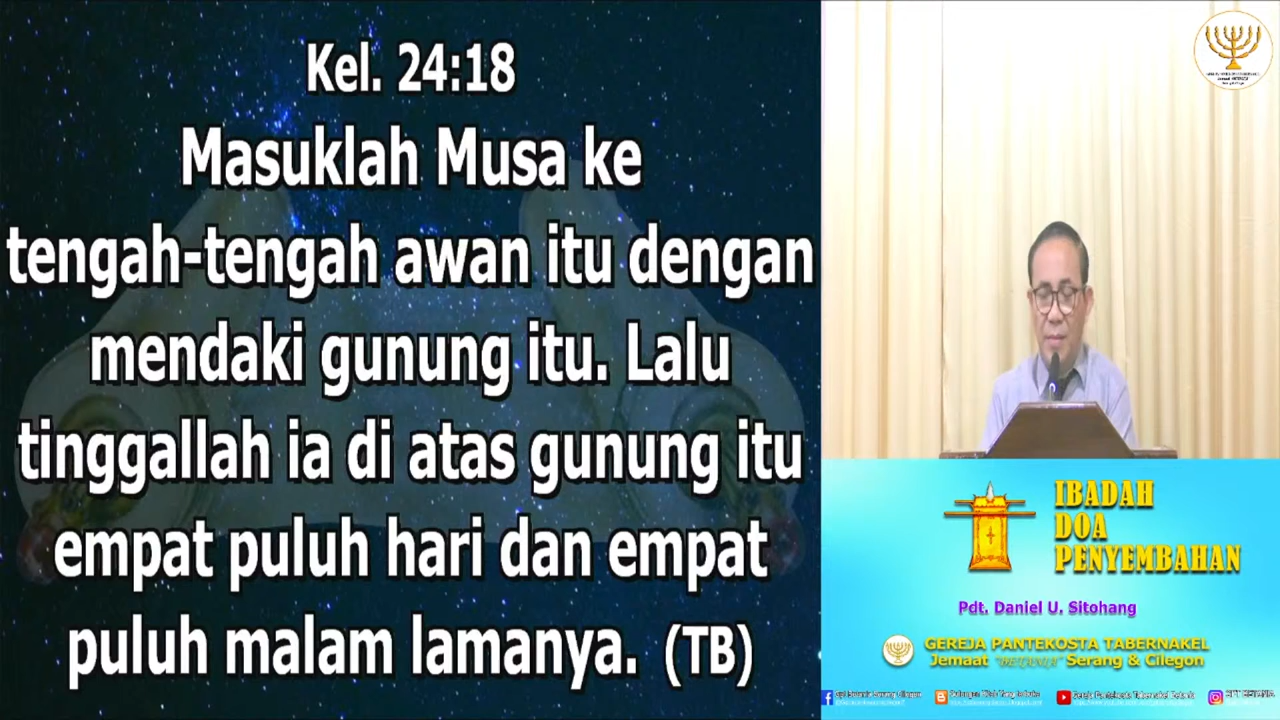 Kel. 24:18
Masuklah Musa ke
tengah-tengah awan itu dengan
mendaki gunung itu. Lalu
tinggallah ia di atas gunung itu
empat puluh hari dan empat
puluh malam lamanya. (TB)
IBADAH
DOA
PENYEMBAHAN
Pdt. Daniel U. Sitohang
GEREJA PANTEKOSTA TABERNAKEL
Jemaat "BETANIA" Serang & Cilegon